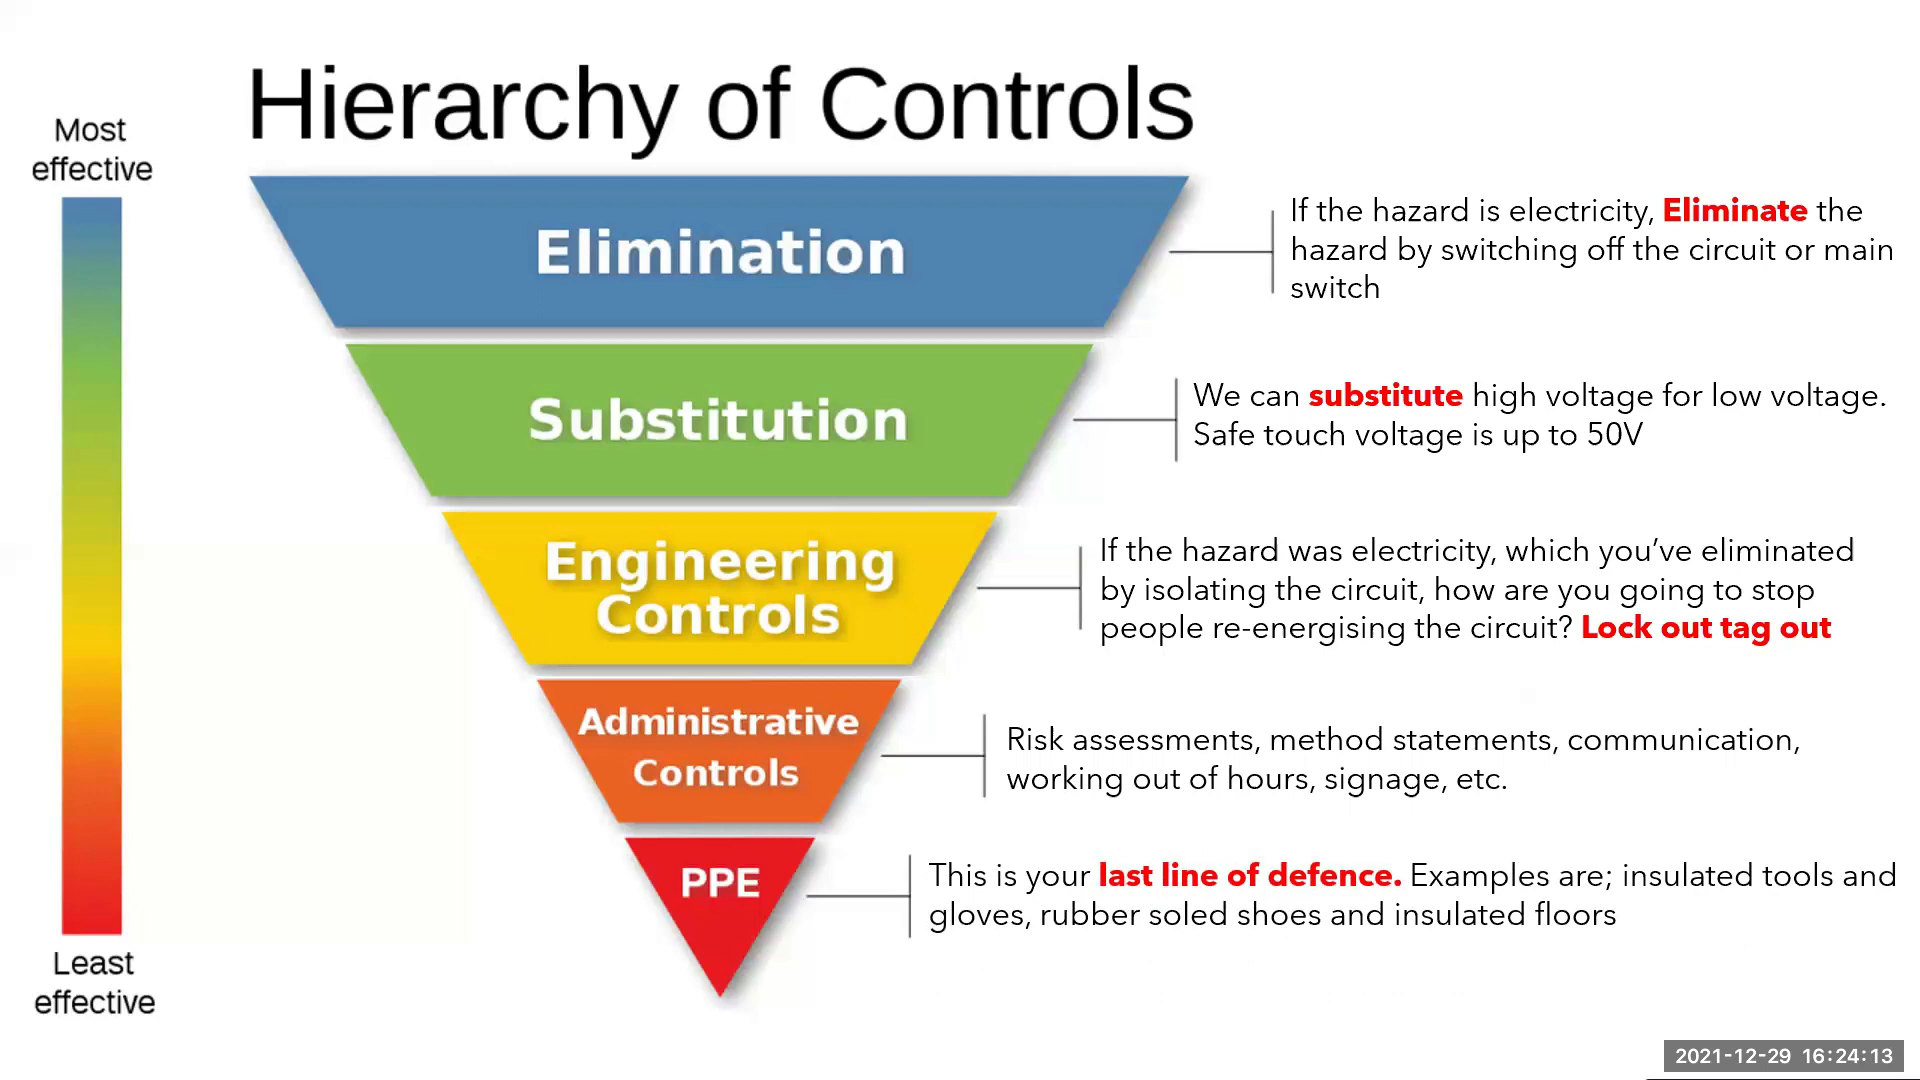 Hierarchy of Controls
Most
effective
Elimination
If the hazard is electricity, Eliminate the
hazard by switching off the circuit or main
switch
Substitution
We can substitute high voltage for low voltage.
Safe touch voltage is up to 50V
Engineering
Controls
If the hazard was electricity, which you’ve eliminated
by isolating the circuit, how are you going to stop
people re-energising the circuit? Lock out tag out
Administrative
Controls
Risk assessments, method statements, communication,
working out of hours, signage, etc.
PPE
This is your last line of defence. Examples are; insulated tools and
gloves, rubber soled shoes and insulated floors
Least
effective
2021-12-29 16:24:13